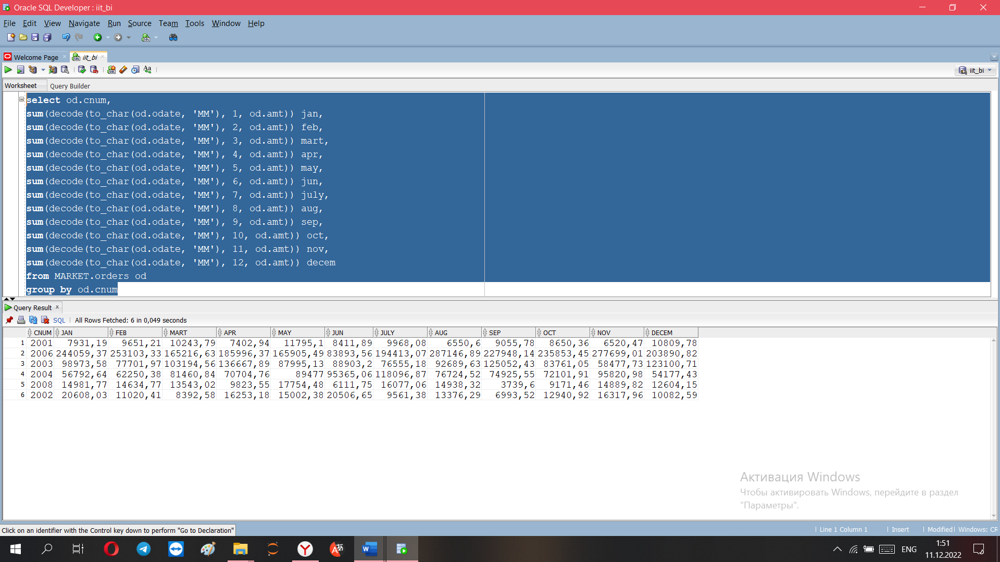 Oracle SQL Developer : iit_bi
File Edit View Navigate Run Source Team Tools Window Help
Welcome Page iit_bi
iit_bi
Worksheet Query Builder
select od.cnum,
sum(decode(to_char(od.odate, 'MM'), 1, od.amt)) jan,
sum(decode(to_char(od.odate, 'MM'), 2, od.amt)) feb,
sum(decode(to_char(od.odate, 'MM'), 3, od.amt)) mart,
sum(decode(to_char(od.odate, 'MM'), 4, od.amt)) apr,
sum(decode(to_char(od.odate, 'MM'), 5, od.amt)) may,
sum(decode(to_char(od.odate, 'MM'), 6, od.amt)) jun,
sum(decode(to_char(od.odate, 'MM'), 7, od.amt)) july,
sum(decode(to_char(od.odate, 'MM'), 8, od.amt)) aug,
sum(decode(to_char(od.odate, 'MM'), 9, od.amt)) sep,
sum(decode(to_char(od.odate, 'MM'), 10, od.amt)) oct,
sum(decode(to_char(od.odate, 'MM'), 11, od.amt)) nov,
sum(decode(to_char(od.odate, 'MM'), 12, od.amt)) decem
from MARKET.orders od
group by od.cnum
Query Result
SQL All Rows Fetched: 6 in 0,049 seconds
CNUM JAN FEB MART APR MAY JUN JULY AUG SEP OCT NOV DECEM
1 2001 7931,19 9651,21 10243,79 7402,94 11795,1 8411,89 9968,08 6550,6 9055,78 8650,36 6520,47 10809,78
2 2006 244059,37 253103,33 165216,63 185996,37 165905,49 83893,56 194413,07 287146,89 227948,14 235853,45 277699,01 203890,82
3 2003 98973,58 77701,97 103194,56 136667,89 87995,13 88903,2 76555,18 92689,63 125052,43 83761,05 58477,73 123100,71
4 2004 56792,64 62250,38 81460,84 70704,76 89477 95365,06 118096,87 76724,52 74925,55 72101,91 95820,98 54177,43
5 2008 14981,77 14634,77 13543,02 9823,55 17754,48 6111,75 16077,06 14938,32 3739,6 9171,46 14889,82 12604,15
6 2002 20608,03 11020,41 8392,58 16253,18 15002,38 20506,65 9561,38 13376,29 6993,52 12940,92 16317,96 10082,59
Активация Windows
Чтобы активировать Windows, перейдите в раздел
"Параметры".
Click on an identifier with the Control key down to perform "Go to Declaration"
Line 1 Column 1 Insert Modified Windows: CR
ENG
1:51
11.12.2022